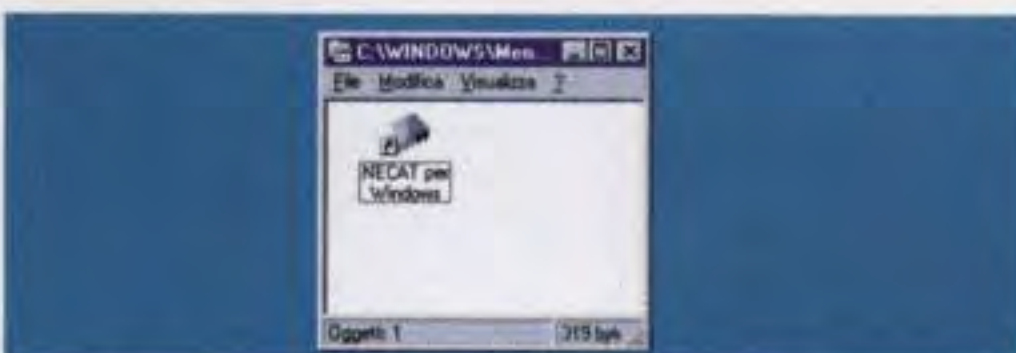 C:\WINDOWS\Men...
File Modifica Visualizza ?
NECAT per
Windows
Oggetti: 1
319 byte